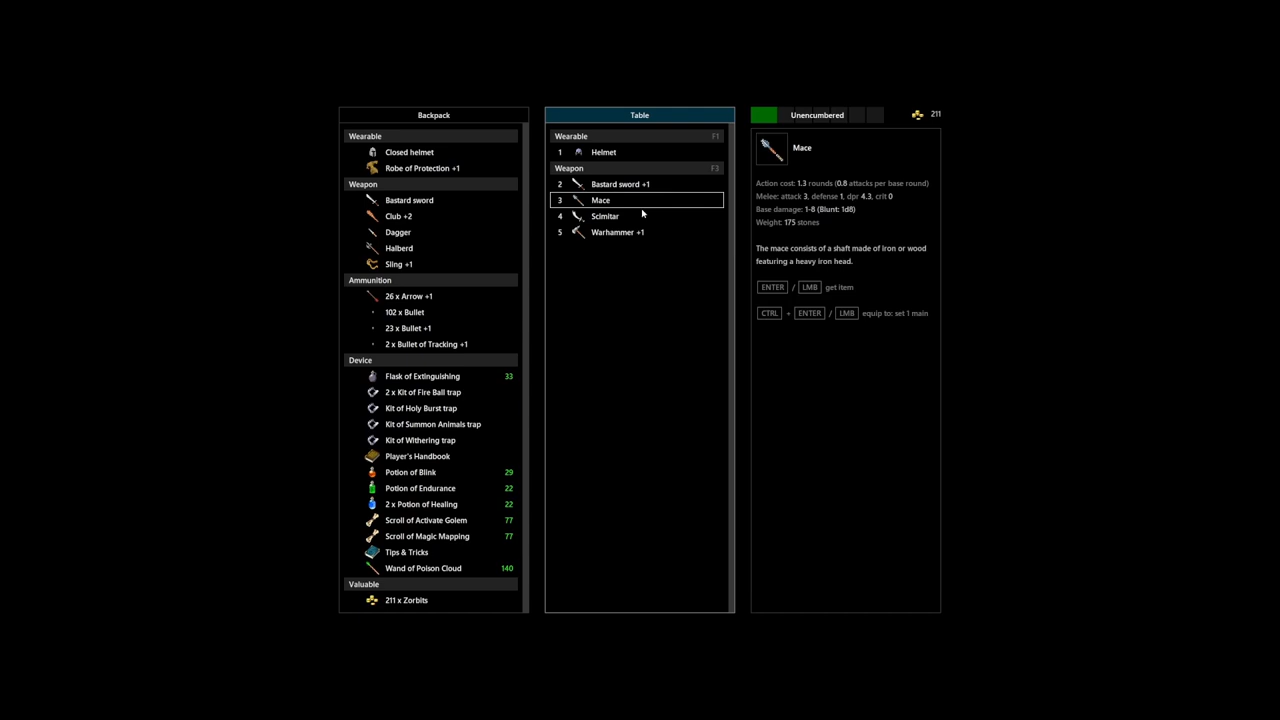 Backpack
Wearable
Closed helmet
Robe of Protection +1
Weapon
Bastard sword
Club +2
Dagger
Halberd
Sling +1
Ammunition
26 x Arrow +1
102 x Bullet
23 x Bullet +1
2 x Bullet of Tracking +1
Device
Flask of Extinguishing 33
2 x Kit of Fire Ball trap
Kit of Holy Burst trap
Kit of Summon Animals trap
Kit of Withering trap
Player's Handbook
Potion of Blink 29
Potion of Endurance 22
2 x Potion of Healing 22
Scroll of Activate Golem 77
Scroll of Magic Mapping 77
Tips & Tricks
Wand of Poison Cloud 140
Valuable
211 x Zorbits
Table
Wearable F1
1 Helmet
Weapon F3
2 Bastard sword +1
3 Mace
4 Scimitar
5 Warhammer +1
Unencumbered 211
Mace
Action cost: 1.3 rounds (0.8 attacks per base round)
Melee: attack 3, defense 1, dpr 4.3, crit 0
Base damage: 1-8 (Blunt: 1d8)
Weight: 175 stones
The mace consists of a shaft made of iron or wood
featuring a heavy iron head.
ENTER / LMB get item
CTRL + ENTER / LMB equip to: set 1 main